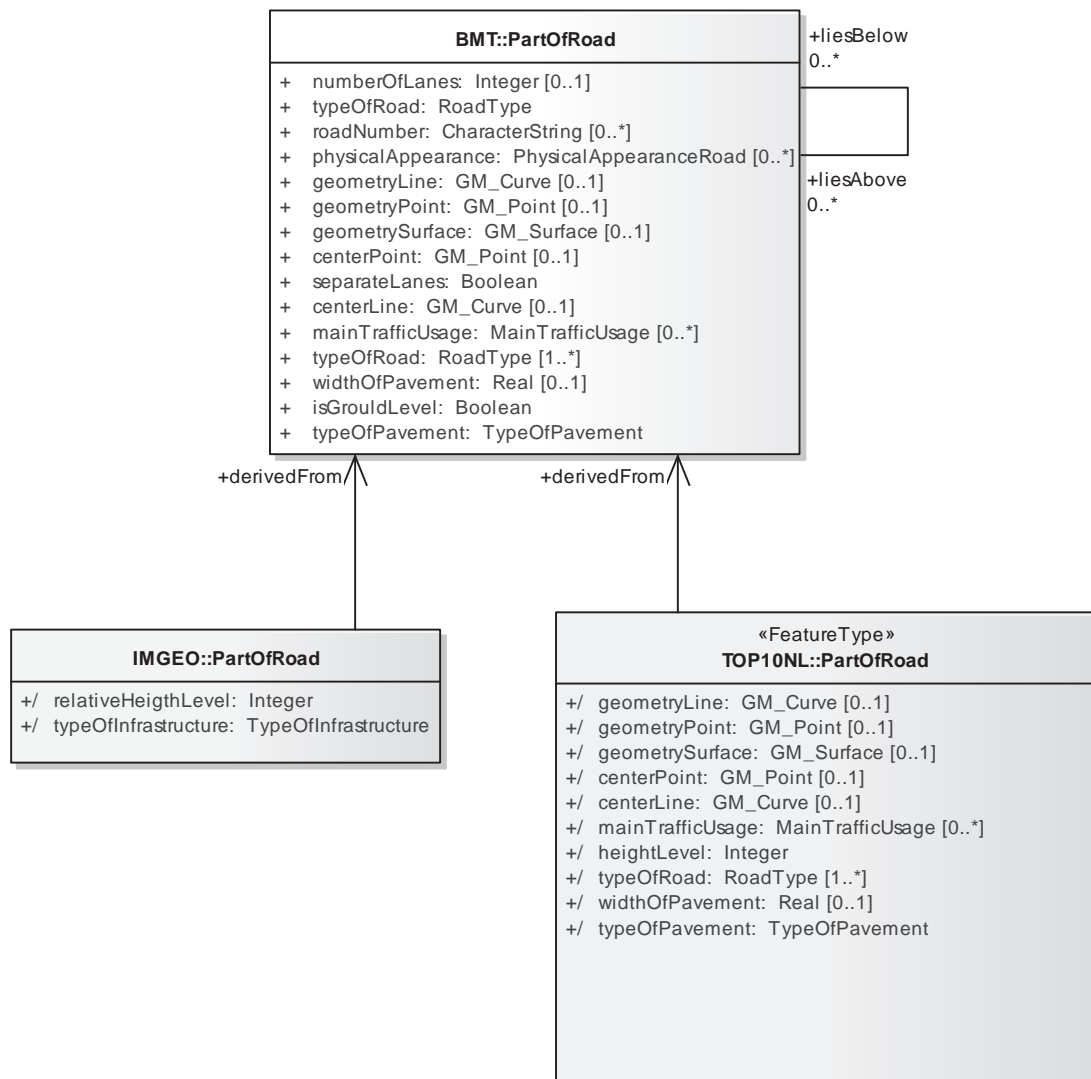 BMT::PartOfRoad
+liesBelow
0..*
+ numberOfLanes: Integer [0..1]
+ typeOfRoad: RoadType
+ roadNumber: CharacterString [0..*]
+ physicalAppearance: PhysicalAppearanceRoad [0..*]
+ geometryLine: GM_Curve [0..1]
+ geometryPoint: GM_Point [0..1]
+ geometrySurface: GM_Surface [0..1]
+ centerPoint: GM_Point [0..1]
+ separateLanes: Boolean
+ centerLine: GM_Curve [0..1]
+ mainTrafficUsage: MainTrafficUsage [0..*]
+ typeOfRoad: RoadType [1..*]
+ widthOfPavement: Real [0..1]
+ isGrouldLevel: Boolean
+ typeOfPavement: TypeOfPavement
+liesAbove
0..*
+derivedFrom
+derivedFrom
IMGEO::PartOfRoad
+/ relativeHeigthLevel: Integer
+/ typeOfInfrastructure: TypeOfInfrastructure
«FeatureType»
TOP10NL::PartOfRoad
+/ geometryLine: GM_Curve [0..1]
+/ geometryPoint: GM_Point [0..1]
+/ geometrySurface: GM_Surface [0..1]
+/ centerPoint: GM_Point [0..1]
+/ centerLine: GM_Curve [0..1]
+/ mainTrafficUsage: MainTrafficUsage [0..*]
+/ heightLevel: Integer
+/ typeOfRoad: RoadType [1..*]
+/ widthOfPavement: Real [0..1]
+/ typeOfPavement: TypeOfPavement